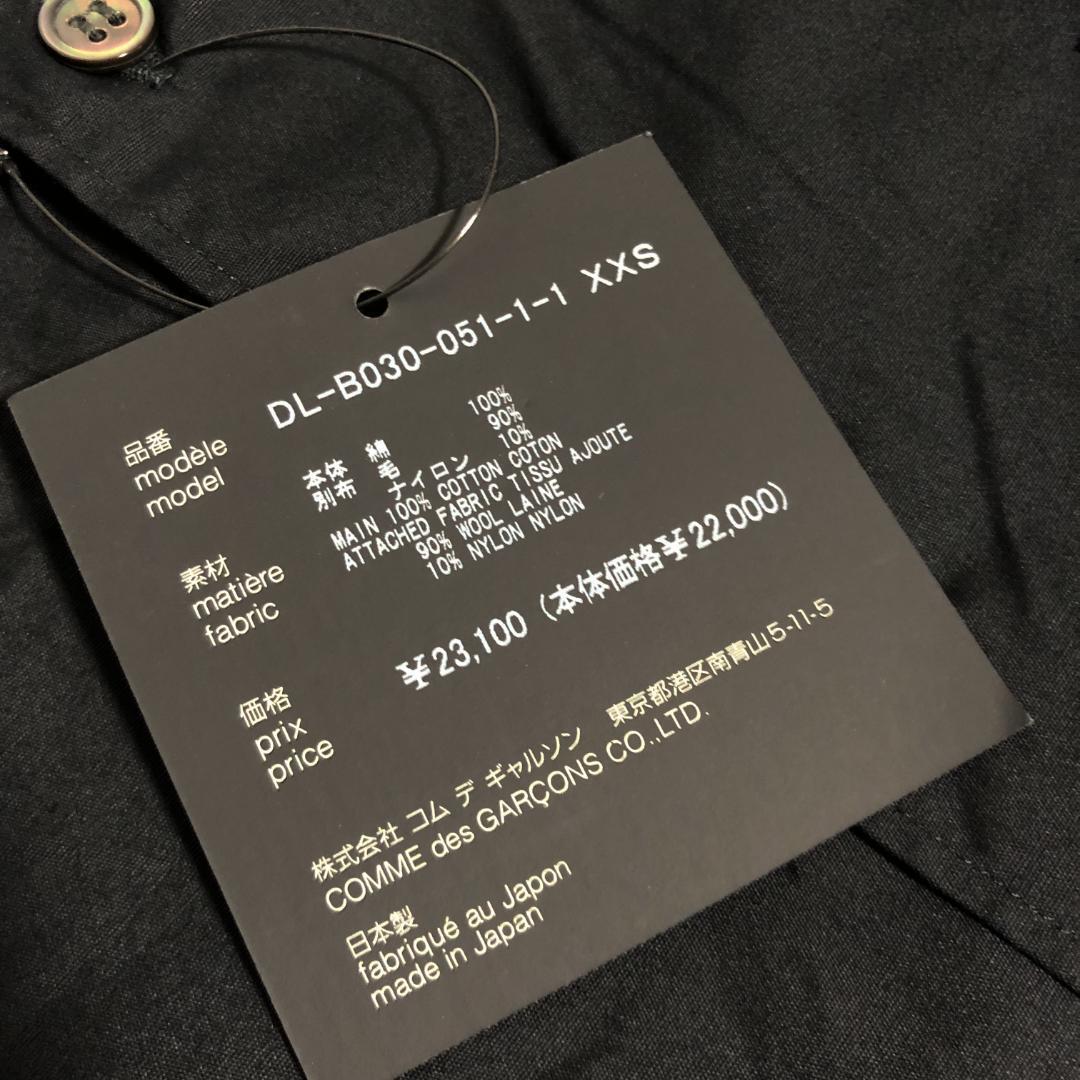 品番 DL-B030-051-1-1 XXS
modèle
model
素材 本体 綿 100%
matière 別布 毛 90%
fabric ナイロン 10%
MAIN 100% COTTON COTON
ATTACHED FABRIC TISSU AJOUTE
90% WOOL LAINE
10% NYLON NYLON
価格 ¥23,100 (本体価格¥22,000)
prix
price
株式会社 コム デ ギャルソン 東京都港区南青山5-11-5
COMME des GARÇONS CO.,LTD.
日本製
fabriqué au Japon
made in Japan